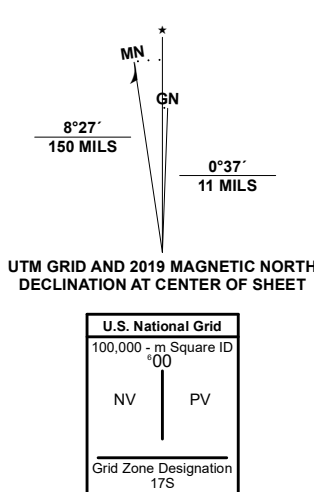 ★
MN
GN
8°27´
150 MILS
0°37´
11 MILS
UTM GRID AND 2019 MAGNETIC NORTH
DECLINATION AT CENTER OF SHEET
U.S. National Grid
100,000 - m Square ID
⁶00
NV PV
Grid Zone Designation
17S